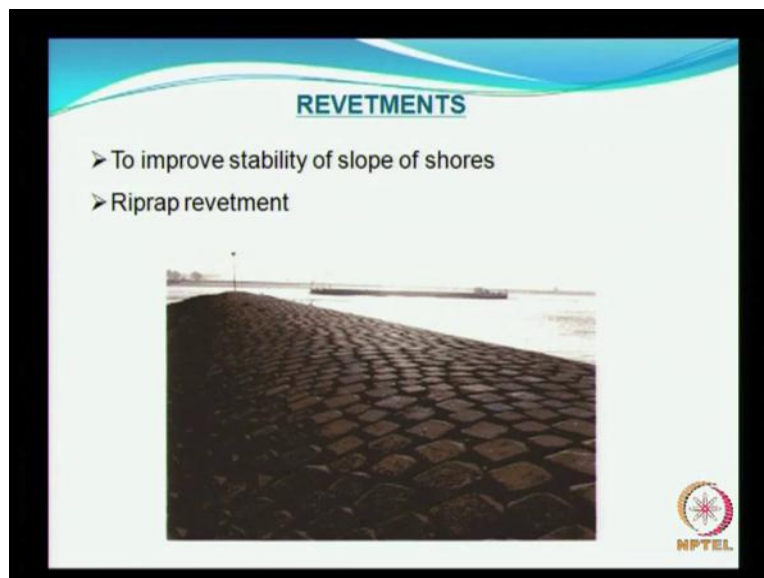 REVETMENTS
➢ To improve stability of slope of shores
➢ Riprap revetment
NPTEL